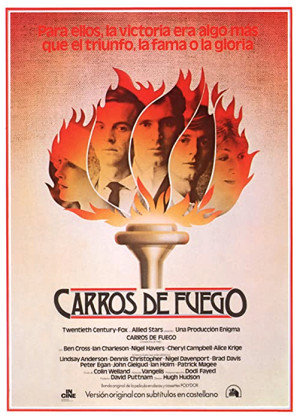 Para ellos, la victoria era algo más
que el triunfo, la fama o la gloria
CARROS DE FUEGO
Twentieth Century-Fox Allied Stars Una Producción Enigma
CARROS DE FUEGO
Ben Cross·Ian Charleson·Nigel Havers·Cheryl Campbell·Alice Krige
Lindsay Anderson·Dennis Christopher·Nigel Davenport·Brad Davis
Peter Egan·John Gielgud·Ian Holm·Patrick Magee
Colin Welland Vangelis Dodi Fayed
David Puttnam Hugh Hudson
Versión original con subtítulos en castellano
IN
CINE